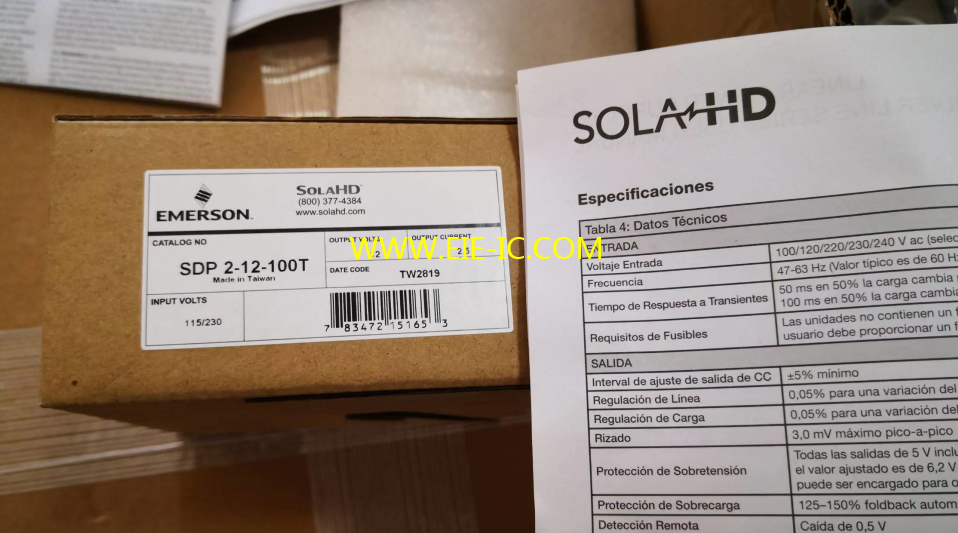 EMERSON.
SOLAHD
(800) 377-4384
www.solahd.com
CATALOG NO
SDP 2-12-100T
Made in Taiwan
OUTPUT VOLTS
OUTPUT CURRENT
DATE CODE
TW2819
INPUT VOLTS
115/230
7 83472 15165 3
WWW.EIE-IC.COM
SOLAHD
Especificaciones
Tabla 4: Datos Técnicos
ENTRADA
Voltaje Entrada 100/120/220/230/240 V ac
Frecuencia 47-63 Hz (Valor típico es de 60
Tiempo de Respuesta a Transientes 50 ms en 50% la carga cambia
100 ms en 50% la carga cambia
Requisitos de Fusibles Las unidades no contienen un
usuario debe proporcionar un
SALIDA
Interval de ajuste de salida de CC ±5% mínimo
Regulación de Línea 0,05% para una variación del
Regulación de Carga 0,05% para una variación del
Rizado 3,0 mV máximo pico-a-pico
Protección de Sobretensión Todas las salidas de 5 V
el valor ajustado es de 6,2 V
puede ser encargado para
Protección de Sobrecarga 125–150% foldback
Detección Remota Caída de 0,5 V